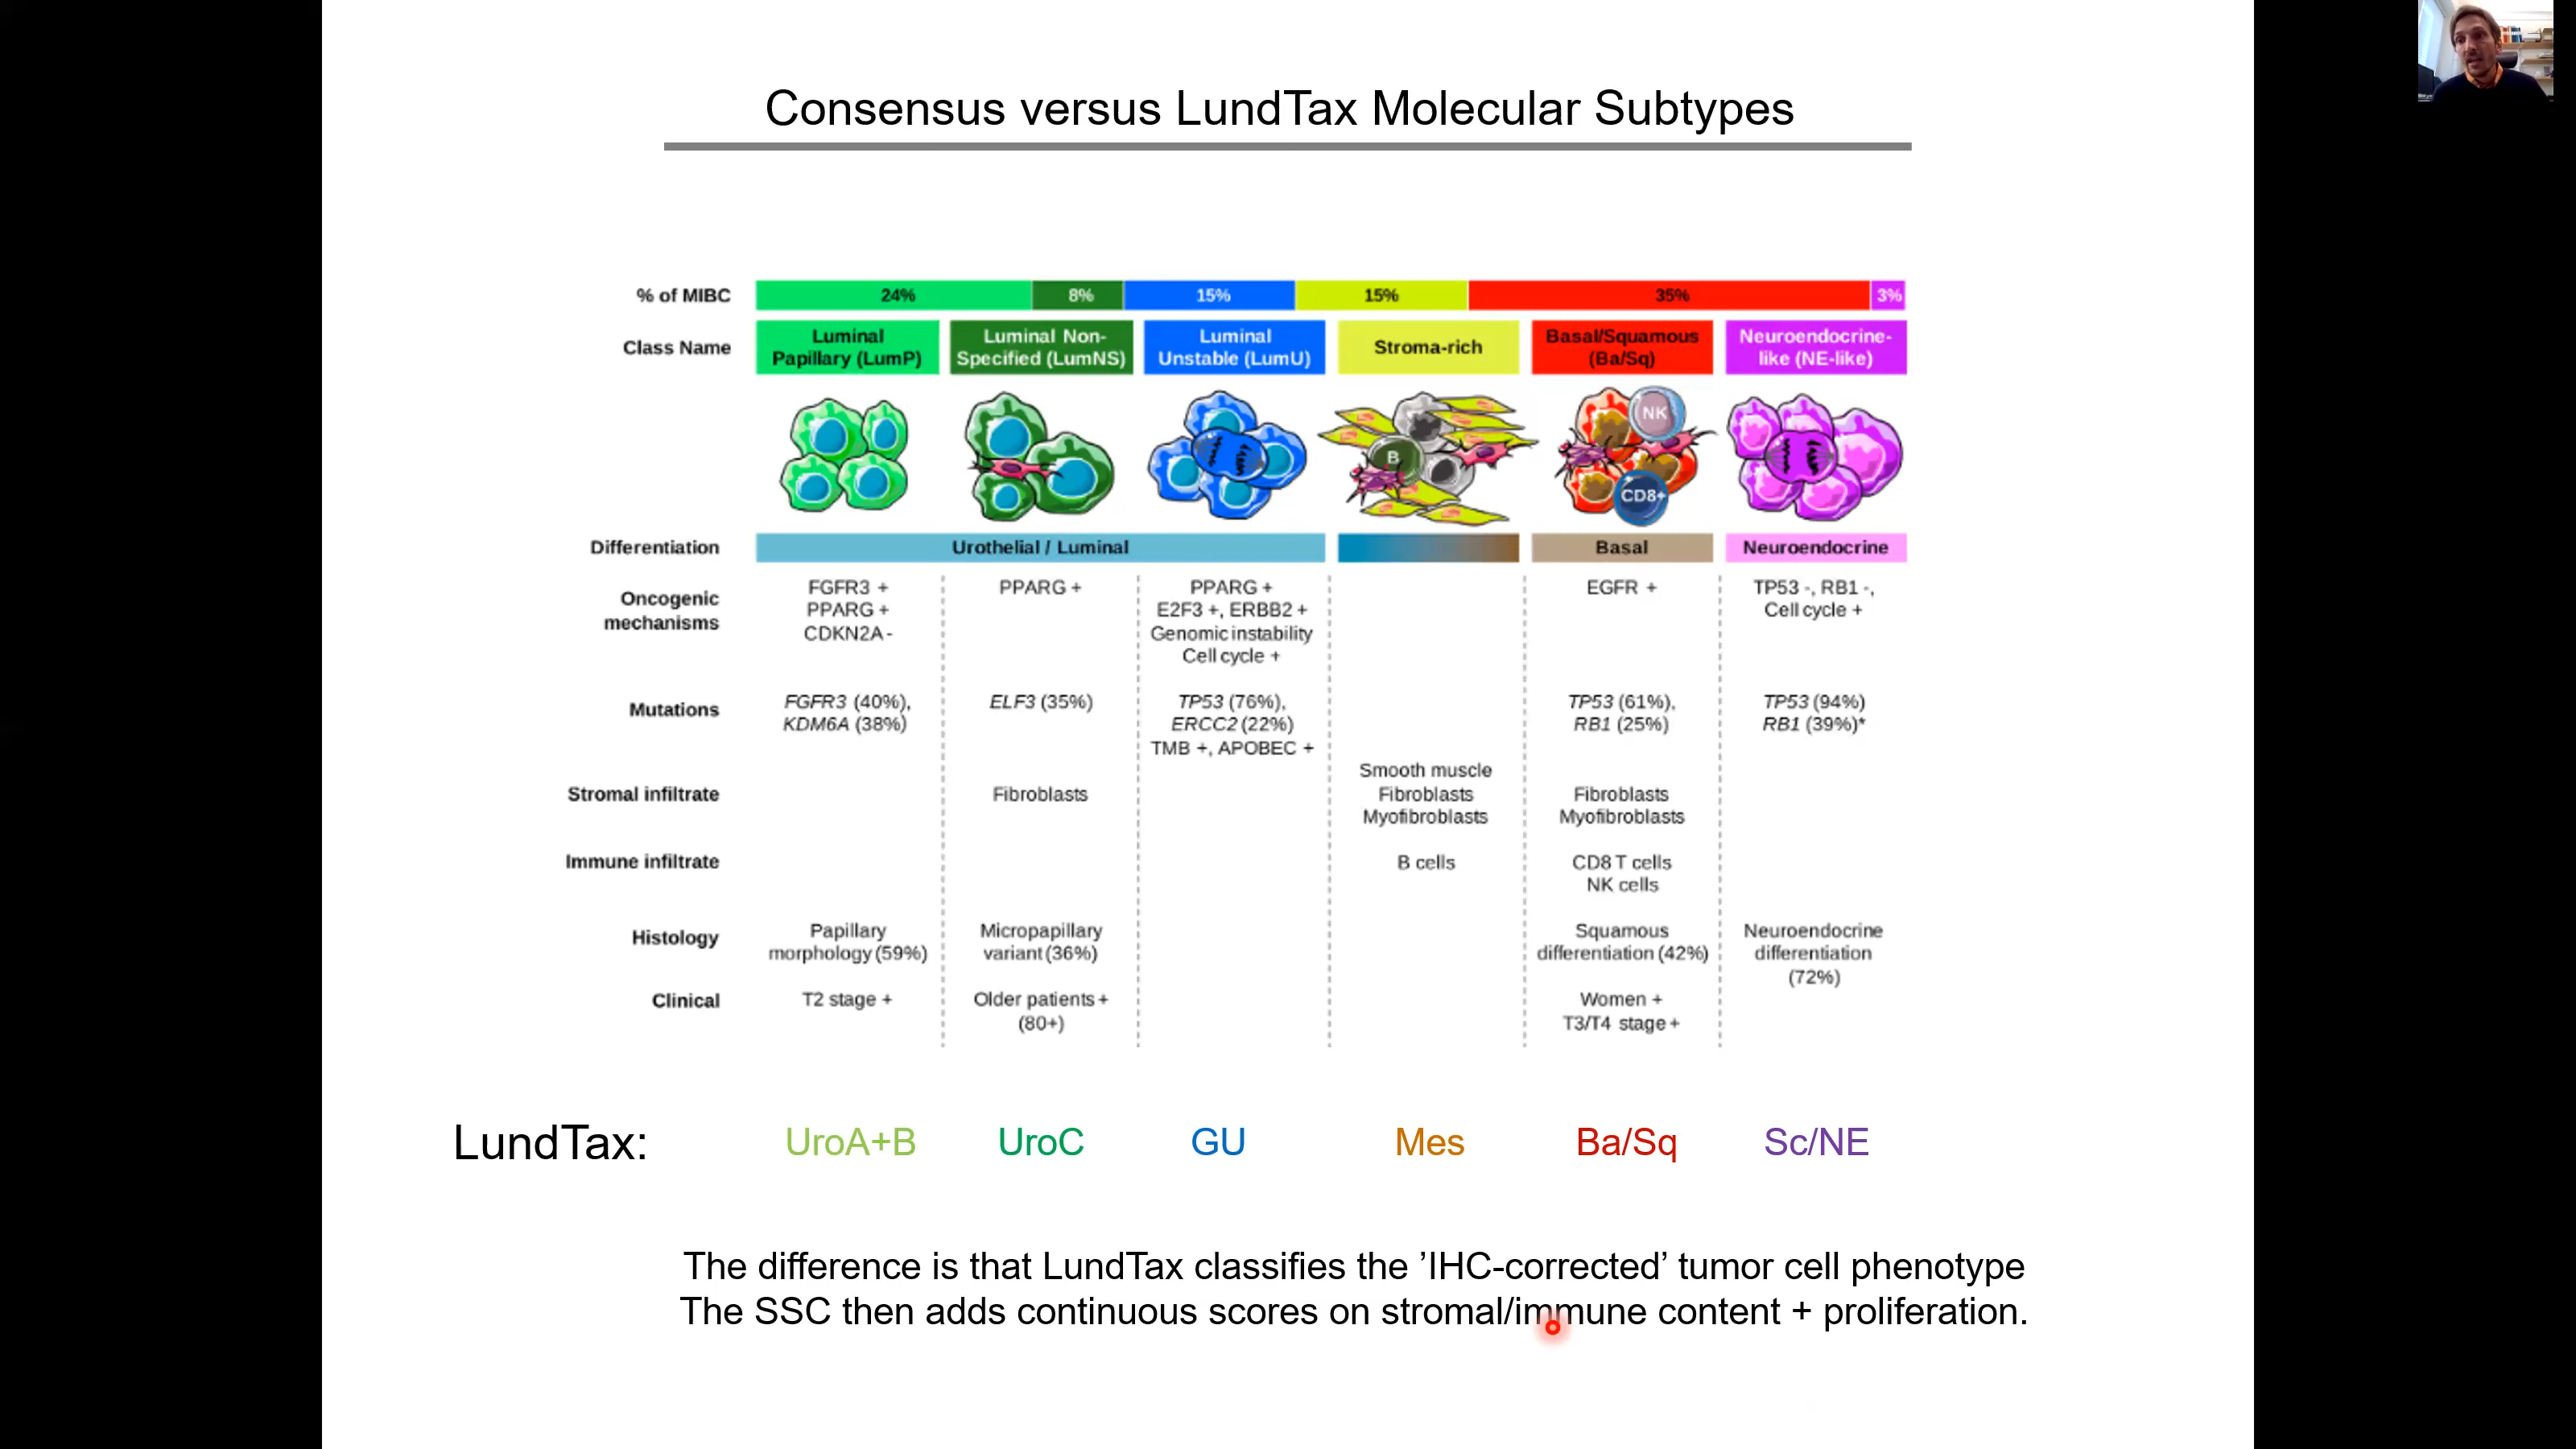 Consensus versus LundTax Molecular Subtypes
% of MIBC 24% 8% 15% 15% 35% 3%
Class Name
Luminal Papillary (LumP)
Luminal Non-Specified (LumNS)
Luminal Unstable (LumU)
Stroma-rich
Basal/Squamous (Ba/Sq)
Neuroendocrine-like (NE-like)
B
NK
CD8+
Differentiation Urothelial / Luminal Basal Neuroendocrine
Oncogenic mechanisms
FGFR3 +
PPARG +
CDKN2A -
PPARG +
PPARG +
E2F3 +, ERBB2 +
Genomic instability
Cell cycle +
EGFR +
TP53 -, RB1 -,
Cell cycle +
Mutations
FGFR3 (40%),
KDM6A (38%)
ELF3 (35%)
TP53 (76%),
ERCC2 (22%)
TMB +, APOBEC +
TP53 (61%),
RB1 (25%)
TP53 (94%)
RB1 (39%)*
Stromal infiltrate
Fibroblasts
Smooth muscle
Fibroblasts
Myofibroblasts
Fibroblasts
Myofibroblasts
Immune infiltrate
B cells
CD8 T cells
NK cells
Histology
Papillary
morphology (59%)
Micropapillary
variant (36%)
Squamous
differentiation (42%)
Neuroendocrine
differentiation
(72%)
Clinical
T2 stage +
Older patients +
(80+)
Women +
T3/T4 stage +
LundTax: UroA+B UroC GU Mes Ba/Sq Sc/NE
The difference is that LundTax classifies the ’IHC-corrected’ tumor cell phenotype
The SSC then adds continuous scores on stromal/immune content + proliferation.